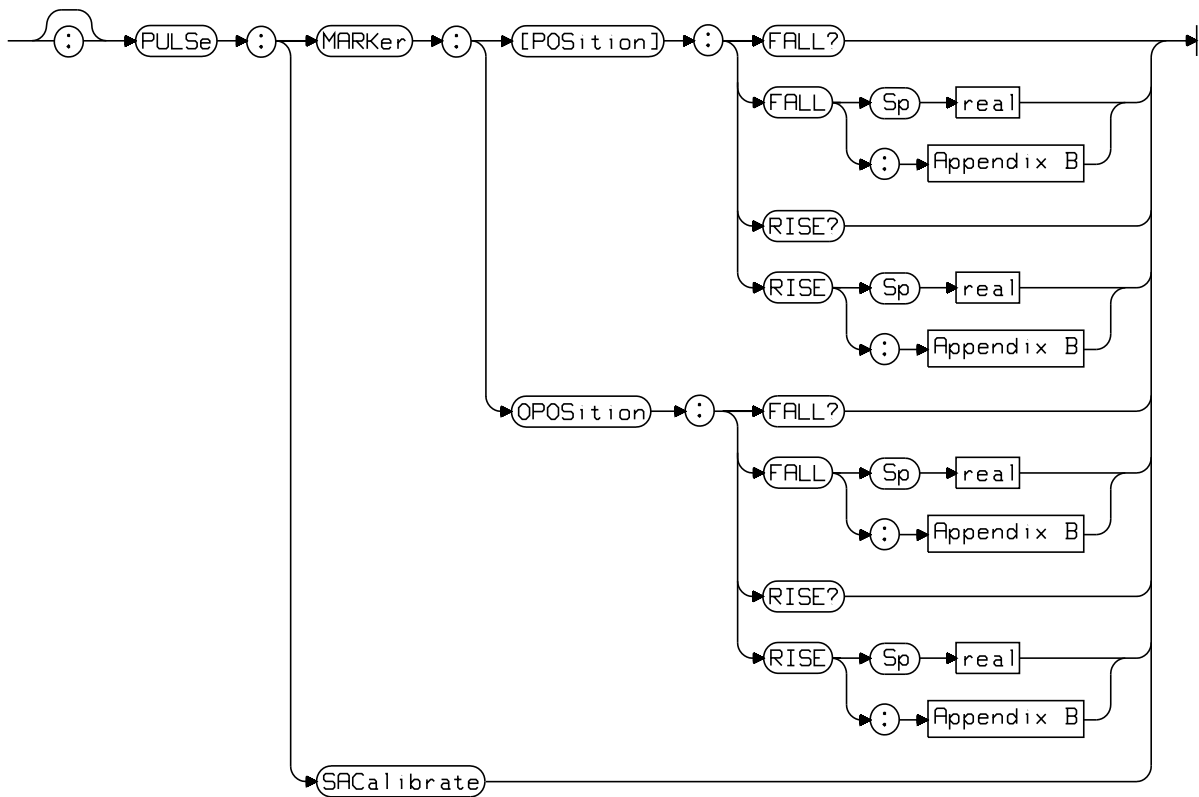 : PULSe : MARKer : [POSition] : FALL?
FALL Sp real
: Appendix B
RISE?
RISE Sp real
: Appendix B
OPOSition : FALL?
FALL Sp real
: Appendix B
RISE?
RISE Sp real
: Appendix B
SACalibrate